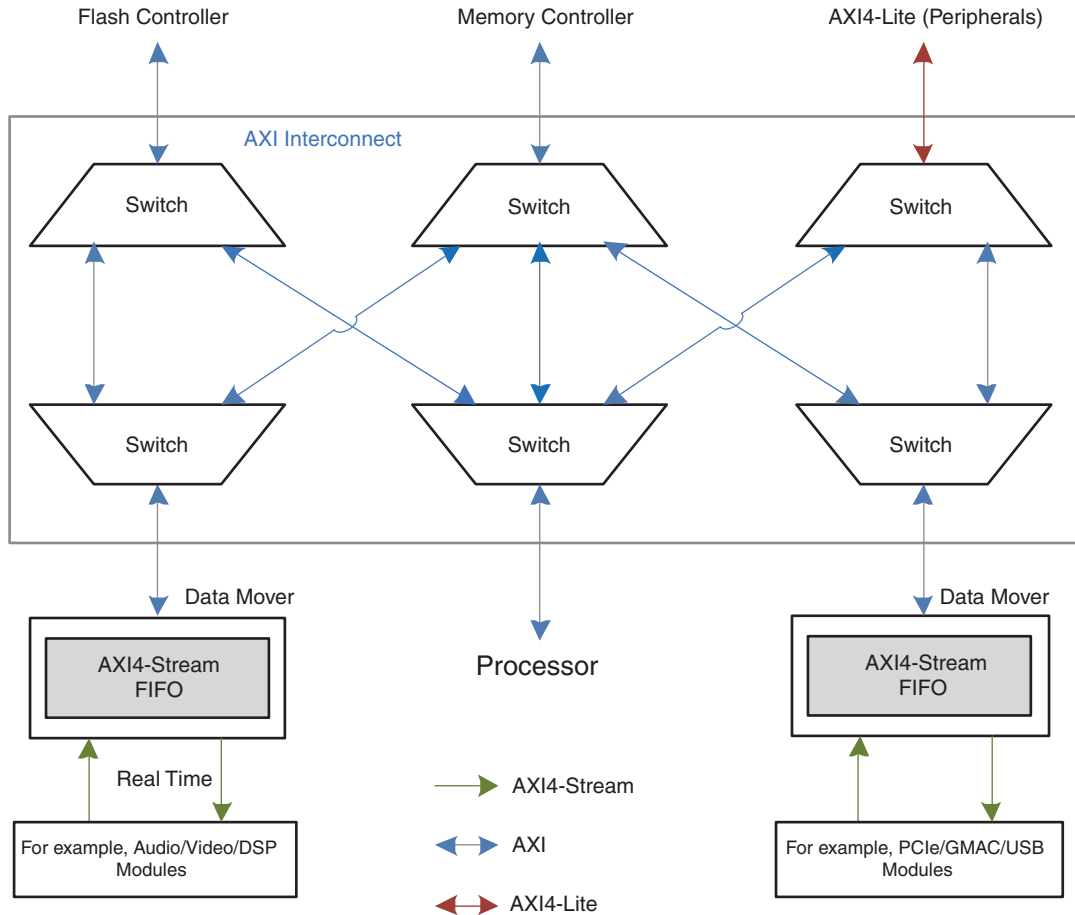 Flash Controller
Memory Controller
AXI4-Lite (Peripherals)
AXI Interconnect
Switch
Switch
Switch
Switch
Switch
Switch
Data Mover
Data Mover
AXI4-Stream
FIFO
Processor
AXI4-Stream
FIFO
Real Time
AXI4-Stream
For example, Audio/Video/DSP
Modules
AXI
For example, PCIe/GMAC/USB
Modules
AXI4-Lite